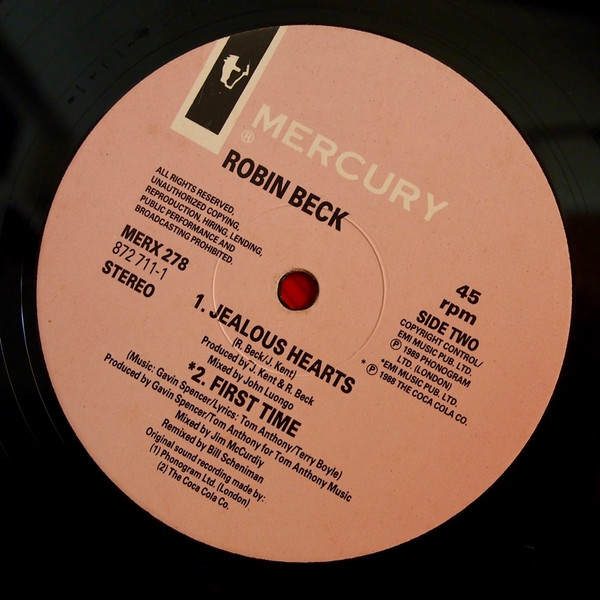 MERCURY
®
ROBIN BECK
ALL RIGHTS RESERVED,
UNAUTHORIZED COPYING,
REPRODUCTION, HIRING, LENDING,
PUBLIC PERFORMANCE AND
BROADCASTING PROHIBITED.
MERX 278
872 711-1
STEREO
45
rpm
SIDE TWO
COPYRIGHT CONTROL/
EMI MUSIC PUB. LTD.
Ⓟ 1989 PHONOGRAM
LTD. (LONDON)
*EMI MUSIC PUB. LTD.
* Ⓟ 1988 THE COCA COLA CO.
1. JEALOUS HEARTS
(R. Beck/J. Kent)
Produced by J. Kent & R. Beck
Mixed by John Luongo
*2. FIRST TIME
(Music: Gavin Spencer/Lyrics: Tom Anthony/Terry Boyle)
Produced by Gavin Spencer/Tom Anthony for Tom Anthony Music
Mixed by Jim McCurdiy
Remixed by Bill Scheniman
Original sound recording made by:
(1) Phonogram Ltd. (London)
(2) The Coca Cola Co.